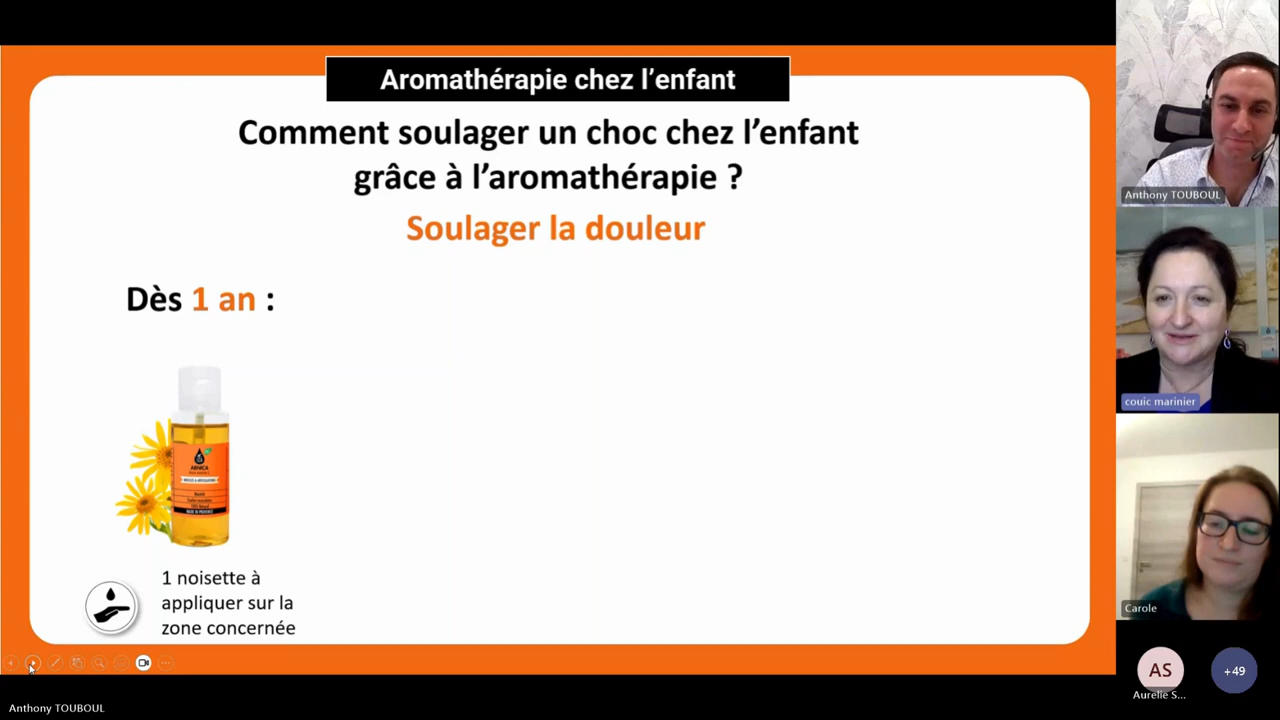 Aromathérapie chez l’enfant
Comment soulager un choc chez l’enfant
grâce à l’aromathérapie ?
Soulager la douleur
Dès 1 an :
ARNICA
1 noisette à
appliquer sur la
zone concernée
Anthony TOUBOUL
couic marinier
Carole
AS
Aurelie S...
+49
Anthony TOUBOUL